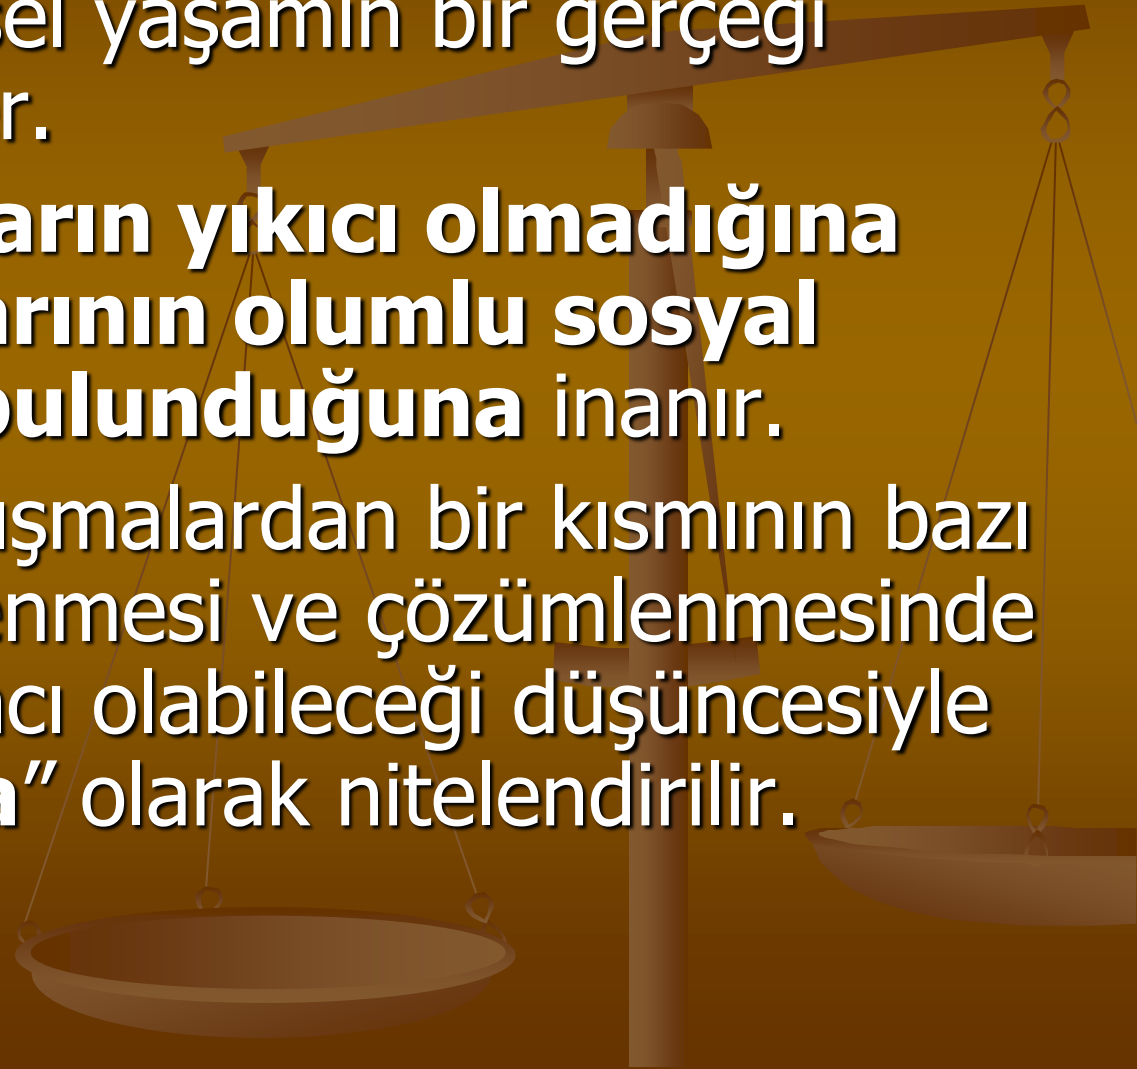 sel yaşamın bir gerçeği
r.
arın yıkıcı olmadığına
arının olumlu sosyal
bulunduğuna inanır.
ışmalardan bir kısmının bazı
enmesi ve çözümlenmesinde
cı olabileceği düşüncesiyle
a” olarak nitelendirilir.